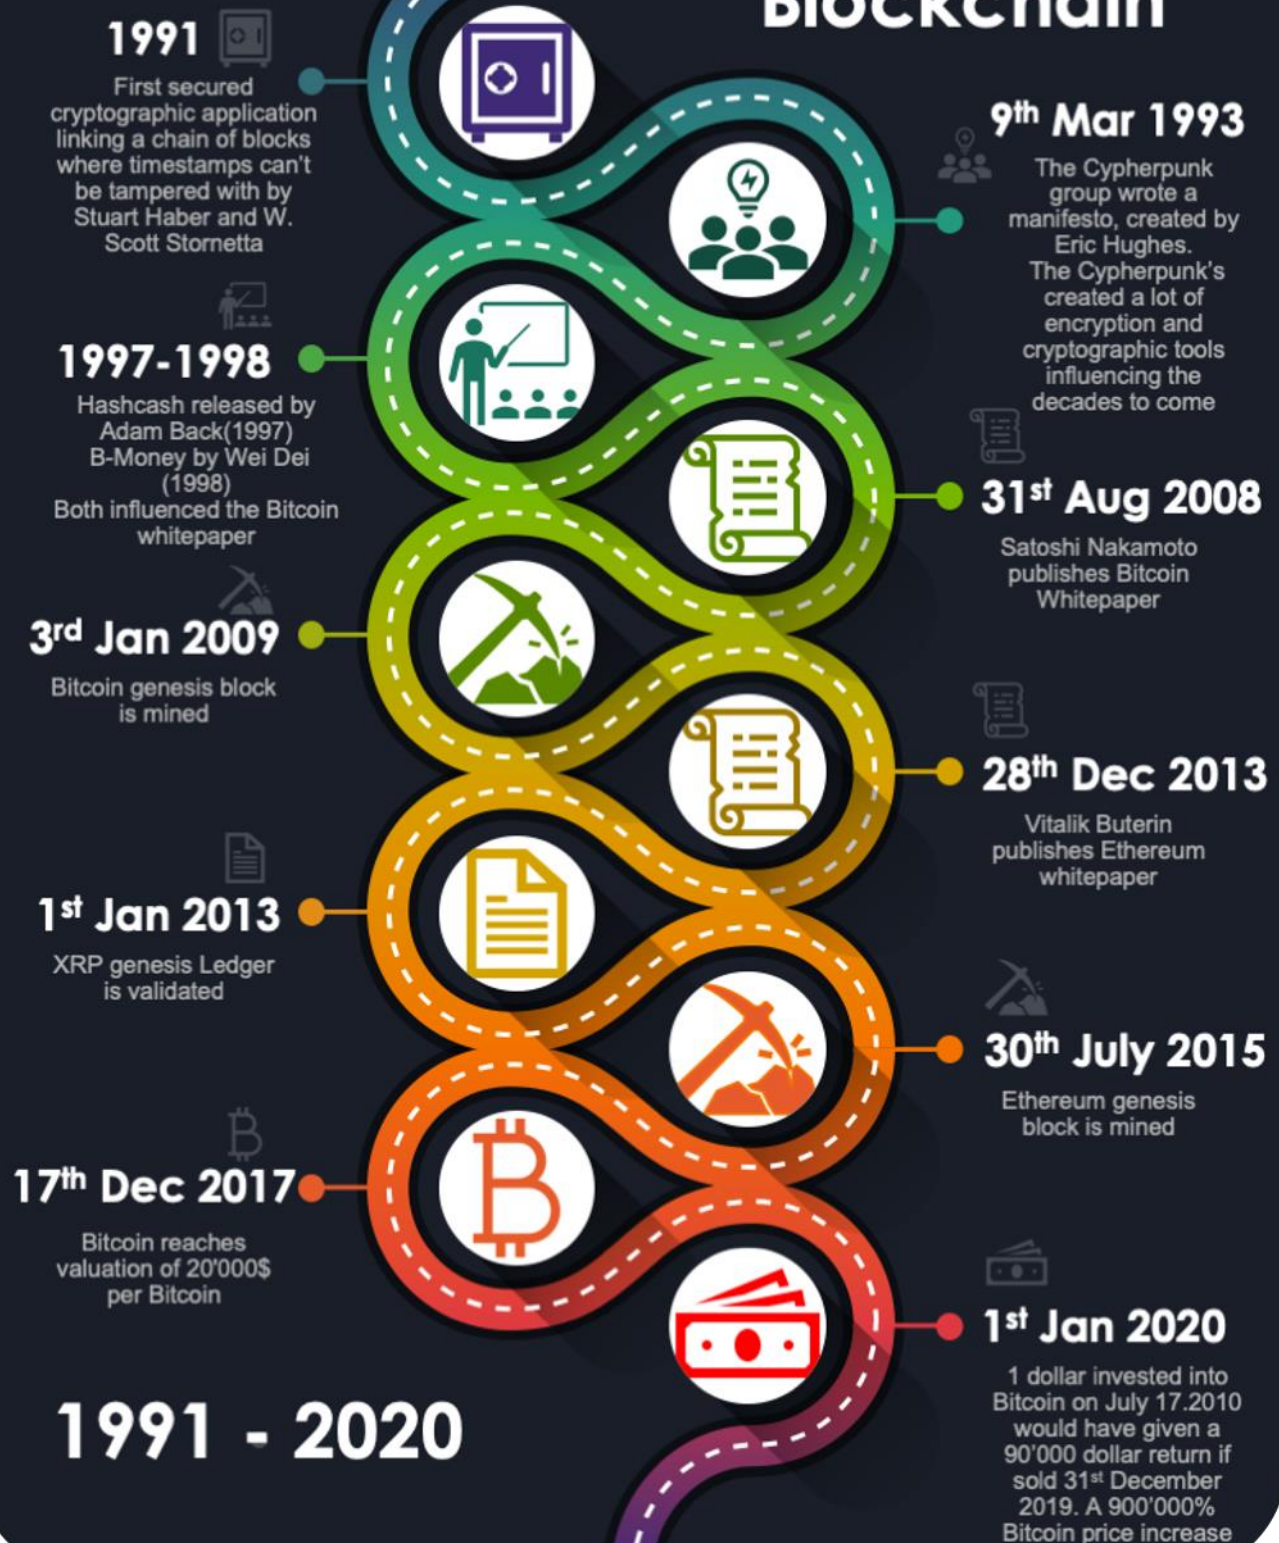 Blockchain
1991
First secured
cryptographic application
linking a chain of blocks
where timestamps can't
be tampered with by
Stuart Haber and W.
Scott Stornetta
9th Mar 1993
The Cypherpunk
group wrote a
manifesto, created by
Eric Hughes.
The Cypherpunk's
created a lot of
encryption and
cryptographic tools
influencing the
decades to come
1997-1998
Hashcash released by
Adam Back(1997)
B-Money by Wei Dei
(1998)
Both influenced the Bitcoin
whitepaper
31st Aug 2008
Satoshi Nakamoto
publishes Bitcoin
Whitepaper
3rd Jan 2009
Bitcoin genesis block
is mined
28th Dec 2013
Vitalik Buterin
publishes Ethereum
whitepaper
1st Jan 2013
XRP genesis Ledger
is validated
30th July 2015
Ethereum genesis
block is mined
17th Dec 2017
Bitcoin reaches
valuation of 20'000$
per Bitcoin
1st Jan 2020
1 dollar invested into
Bitcoin on July 17.2010
would have given a
90'000 dollar return if
sold 31st December
2019. A 900'000%
Bitcoin price increase
1991 - 2020